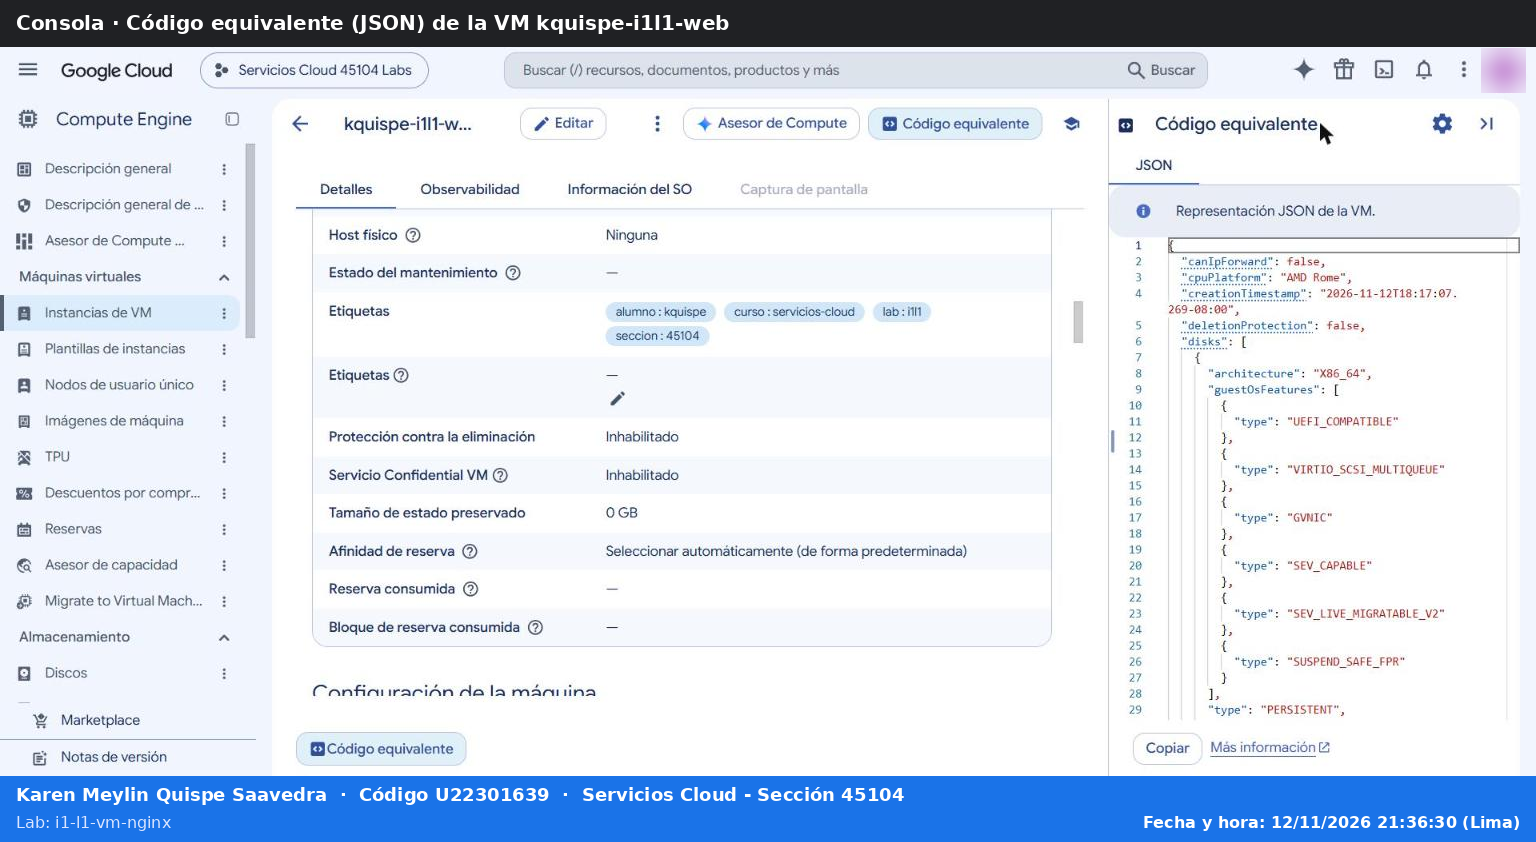 Consola · Código equivalente (JSON) de la VM kquispe-i1l1-web
Google Cloud
Servicios Cloud 45104 Labs
Buscar (/) recursos, documentos, productos y más
Buscar
Compute Engine
Descripción general
Descripción general de ...
Asesor de Compute ...
Máquinas virtuales
Instancias de VM
Plantillas de instancias
Nodos de usuario único
Imágenes de máquina
TPU
Descuentos por compr...
Reservas
Asesor de capacidad
Migrate to Virtual Mach...
Almacenamiento
Discos
Marketplace
Notas de versión
kquispe-i1l1-w...
Editar
Asesor de Compute
Código equivalente
Detalles
Observabilidad
Información del SO
Captura de pantalla
Host físico
Ninguna
Estado del mantenimiento
—
Etiquetas
alumno : kquispe
curso : servicios-cloud
lab : i1l1
seccion : 45104
Etiquetas
—
Protección contra la eliminación
Inhabilitado
Servicio Confidential VM
Inhabilitado
Tamaño de estado preservado
0 GB
Afinidad de reserva
Seleccionar automáticamente (de forma predeterminada)
Reserva consumida
—
Bloque de reserva consumida
—
Configuración de la máquina
Código equivalente
Código equivalente
JSON
Representación JSON de la VM.
1 {
2 "canIpForward": false,
3 "cpuPlatform": "AMD Rome",
4 "creationTimestamp": "2026-11-12T18:17:07.
269-08:00",
5 "deletionProtection": false,
6 "disks": [
7 {
8 "architecture": "X86_64",
9 "guestOsFeatures": [
10 {
11 "type": "UEFI_COMPATIBLE"
12 },
13 {
14 "type": "VIRTIO_SCSI_MULTIQUEUE"
15 },
16 {
17 "type": "GVNIC"
18 },
19 {
20 "type": "SEV_CAPABLE"
21 },
22 {
23 "type": "SEV_LIVE_MIGRATABLE_V2"
24 },
25 {
26 "type": "SUSPEND_SAFE_FPR"
27 }
28 ],
29 "type": "PERSISTENT",
Copiar
Más información
Karen Meylin Quispe Saavedra · Código U22301639 · Servicios Cloud - Sección 45104
Lab: i1-l1-vm-nginx
Fecha y hora: 12/11/2026 21:36:30 (Lima)